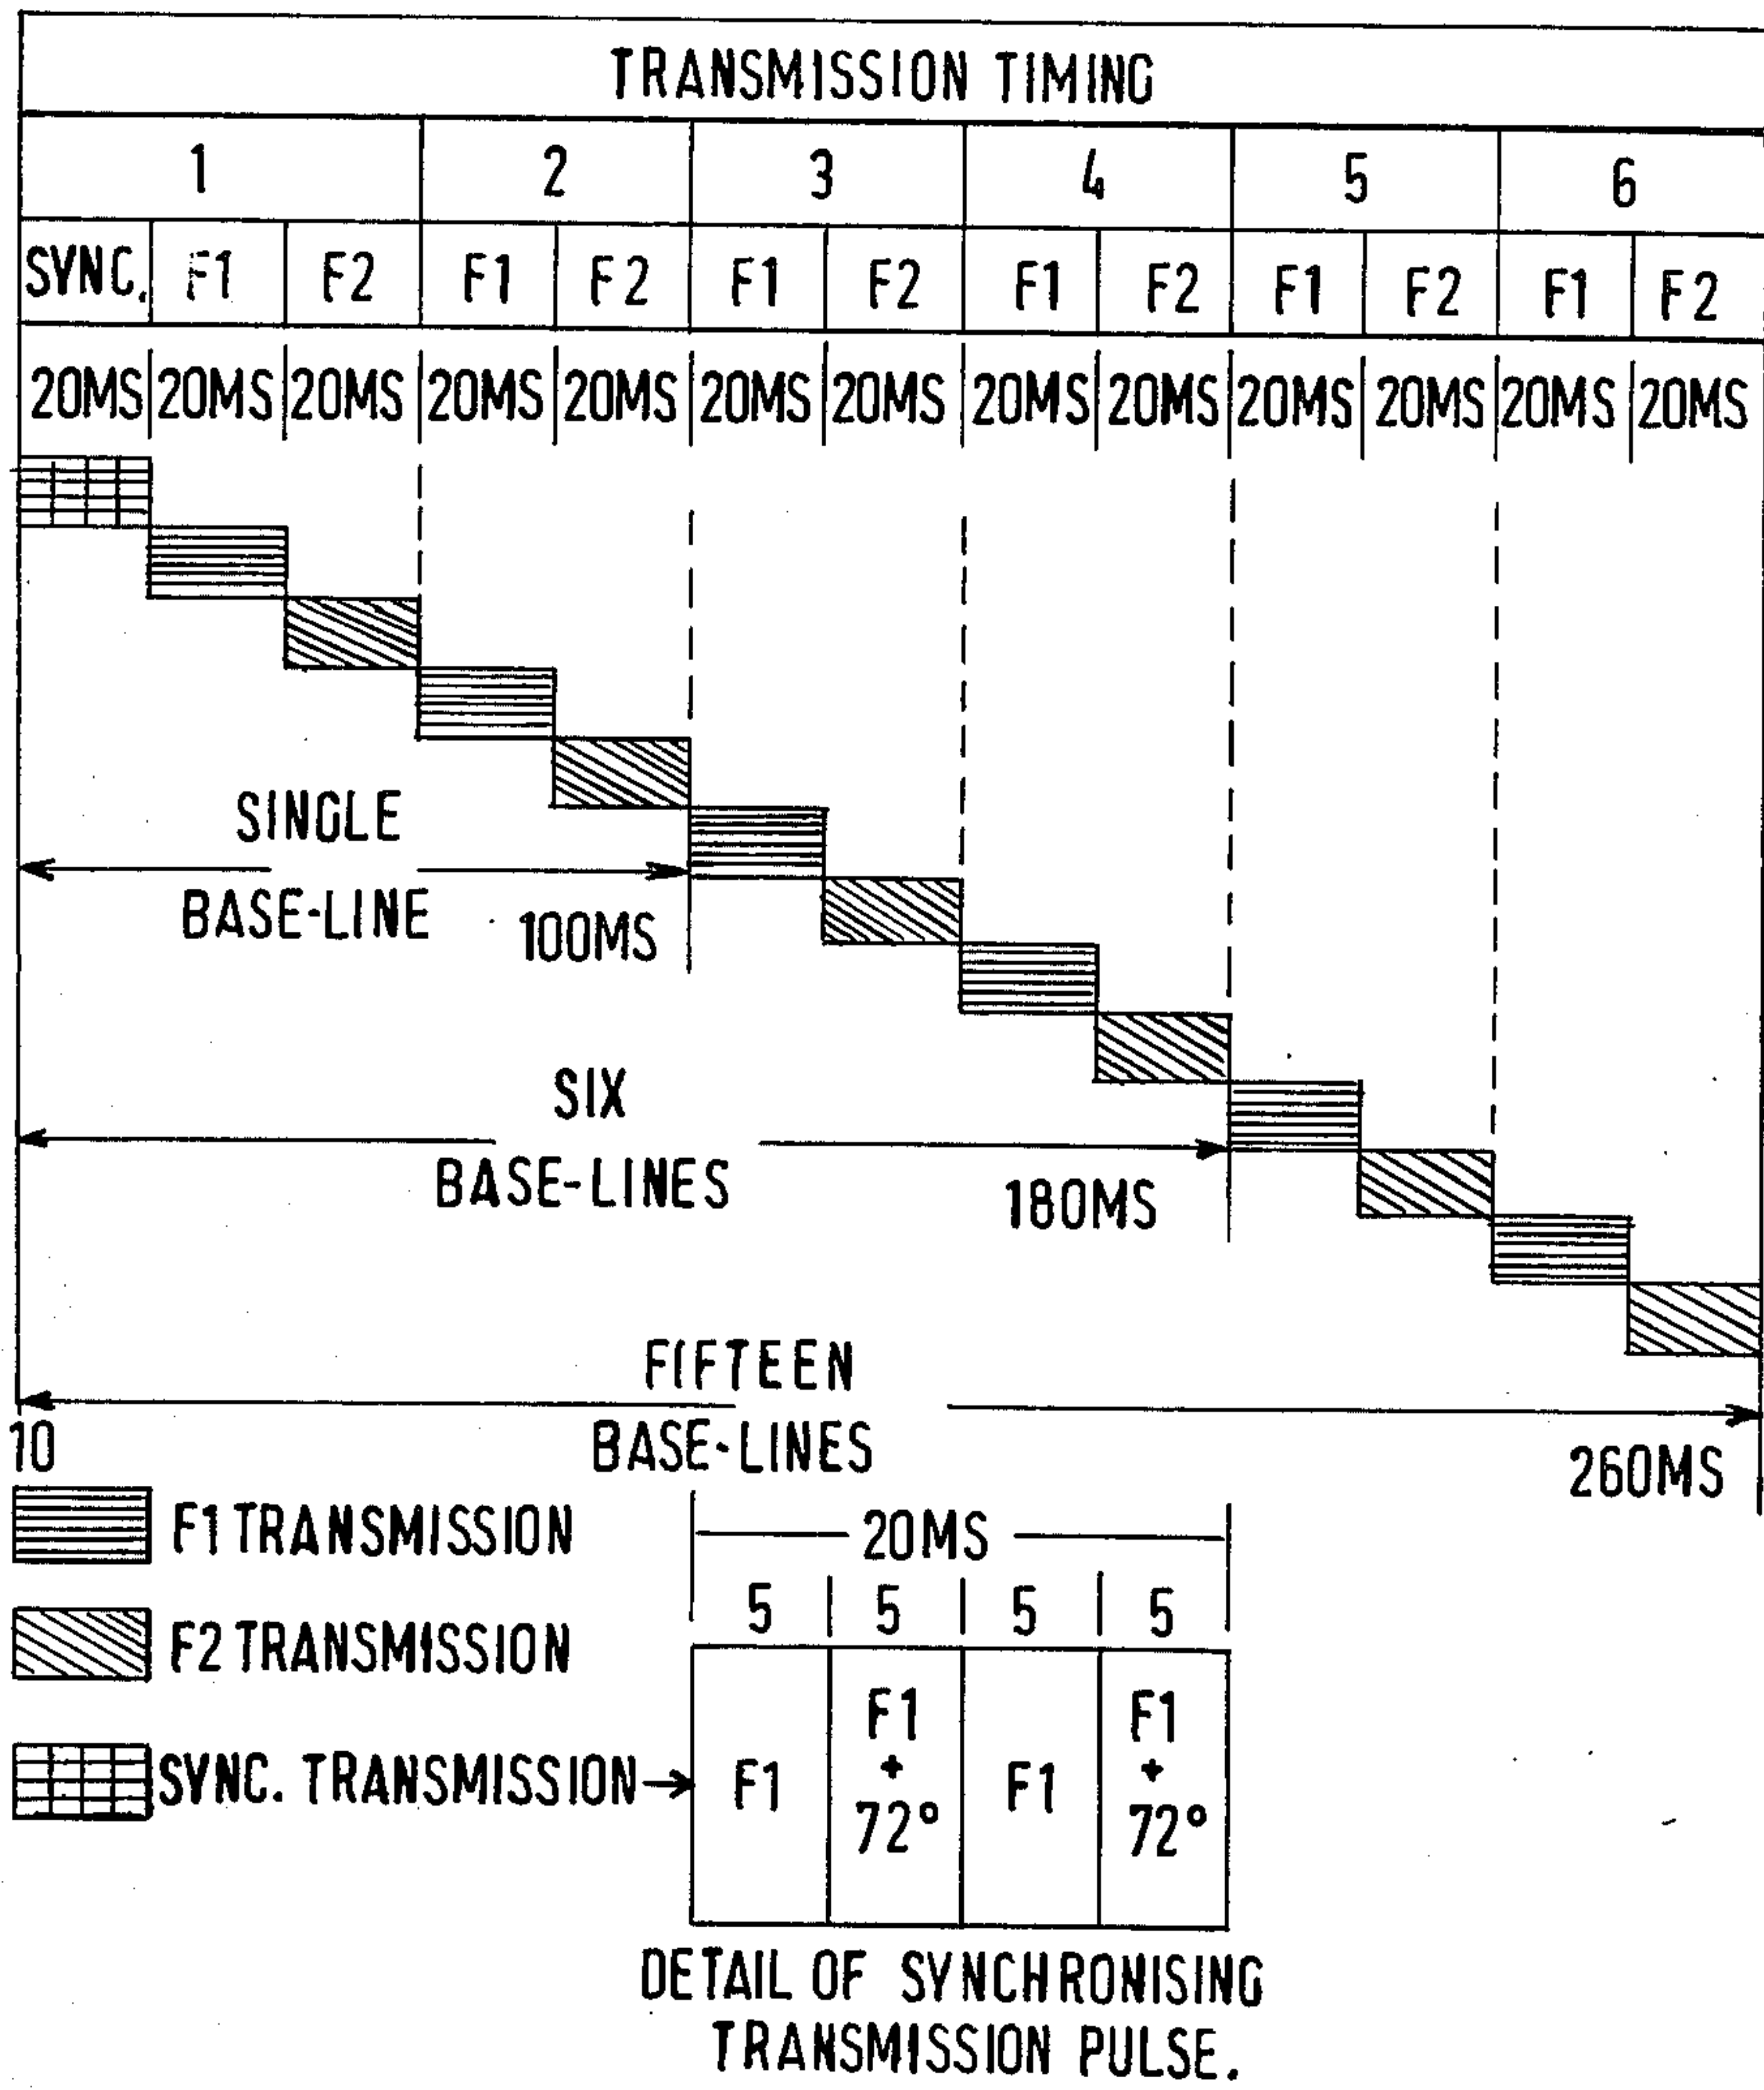 TRANSMISSION TIMING
1 2 3 4 5 6
SYNC. F1 F2 F1 F2 F1 F2 F1 F2 F1 F2 F1 F2
20MS 20MS 20MS 20MS 20MS 20MS 20MS 20MS 20MS 20MS 20MS 20MS 20MS
SINGLE
BASE-LINE 100MS
SIX
BASE-LINES 180MS
FIFTEEN
10 BASE-LINES 260MS
F1 TRANSMISSION
F2 TRANSMISSION
SYNC. TRANSMISSION
20MS
5 5 5 5
F1 F1 + 72° F1 F1 + 72°
DETAIL OF SYNCHRONISING
TRANSMISSION PULSE.